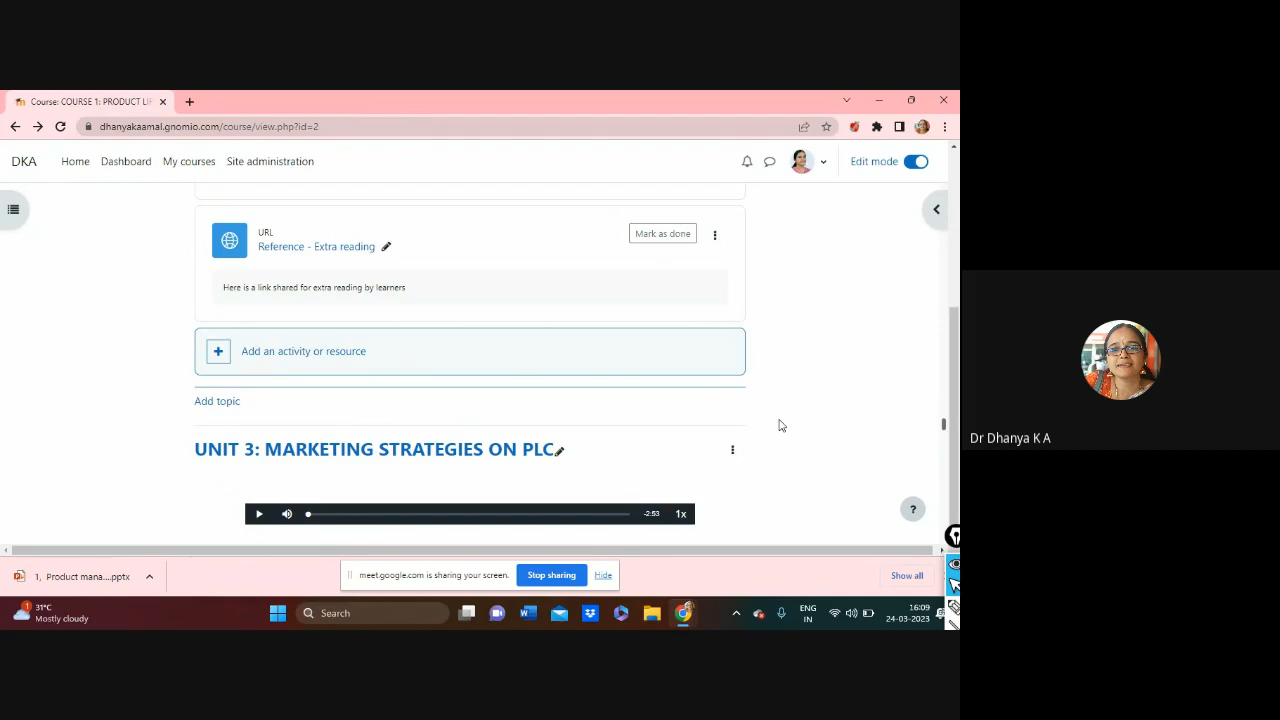 Course: COURSE 1: PRODUCT LIF
dhanyakaamal.gnomio.com/course/view.php?id=2
DKA Home Dashboard My courses Site administration Edit mode
URL
Reference - Extra reading
Mark as done
Here is a link shared for extra reading by learners
Add an activity or resource
Add topic
UNIT 3: MARKETING STRATEGIES ON PLC
-2:53 1x
?
1, Product mana....pptx
meet.google.com is sharing your screen. Stop sharing Hide
Show all
1
31°C
Mostly cloudy
Search
ENG
IN
16:09
24-03-2023
Dr Dhanya K A